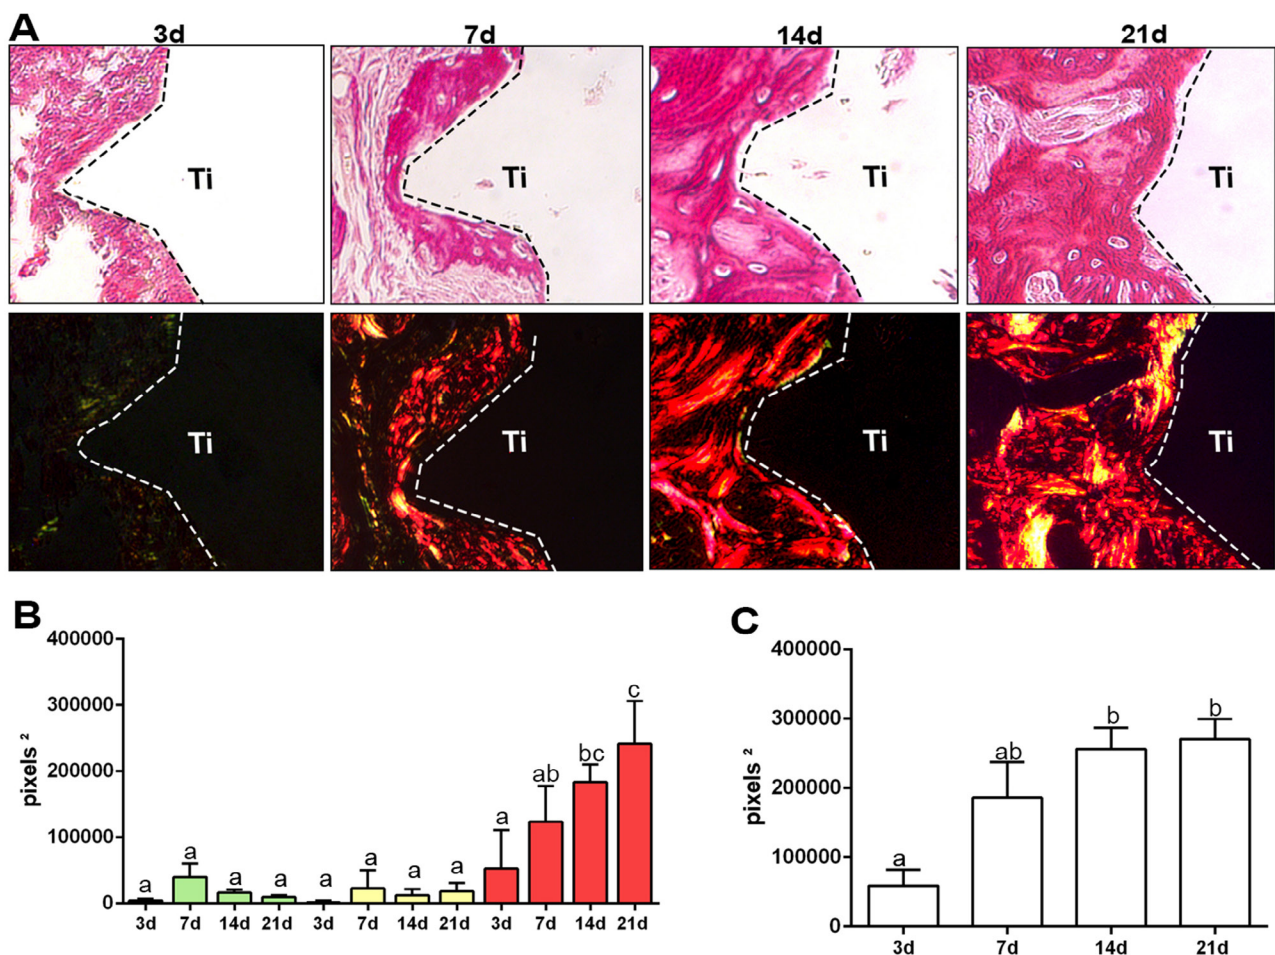 A
3d 7d 14d 21d
Ti Ti Ti Ti
Ti Ti Ti Ti
B
400000
300000
200000
100000
0
pixels ²
a a a a a a a a a ab bc c
3d 7d 14d 21d 3d 7d 14d 21d 3d 7d 14d 21d
C
400000
300000
200000
100000
0
pixels ²
a ab b b
3d 7d 14d 21d